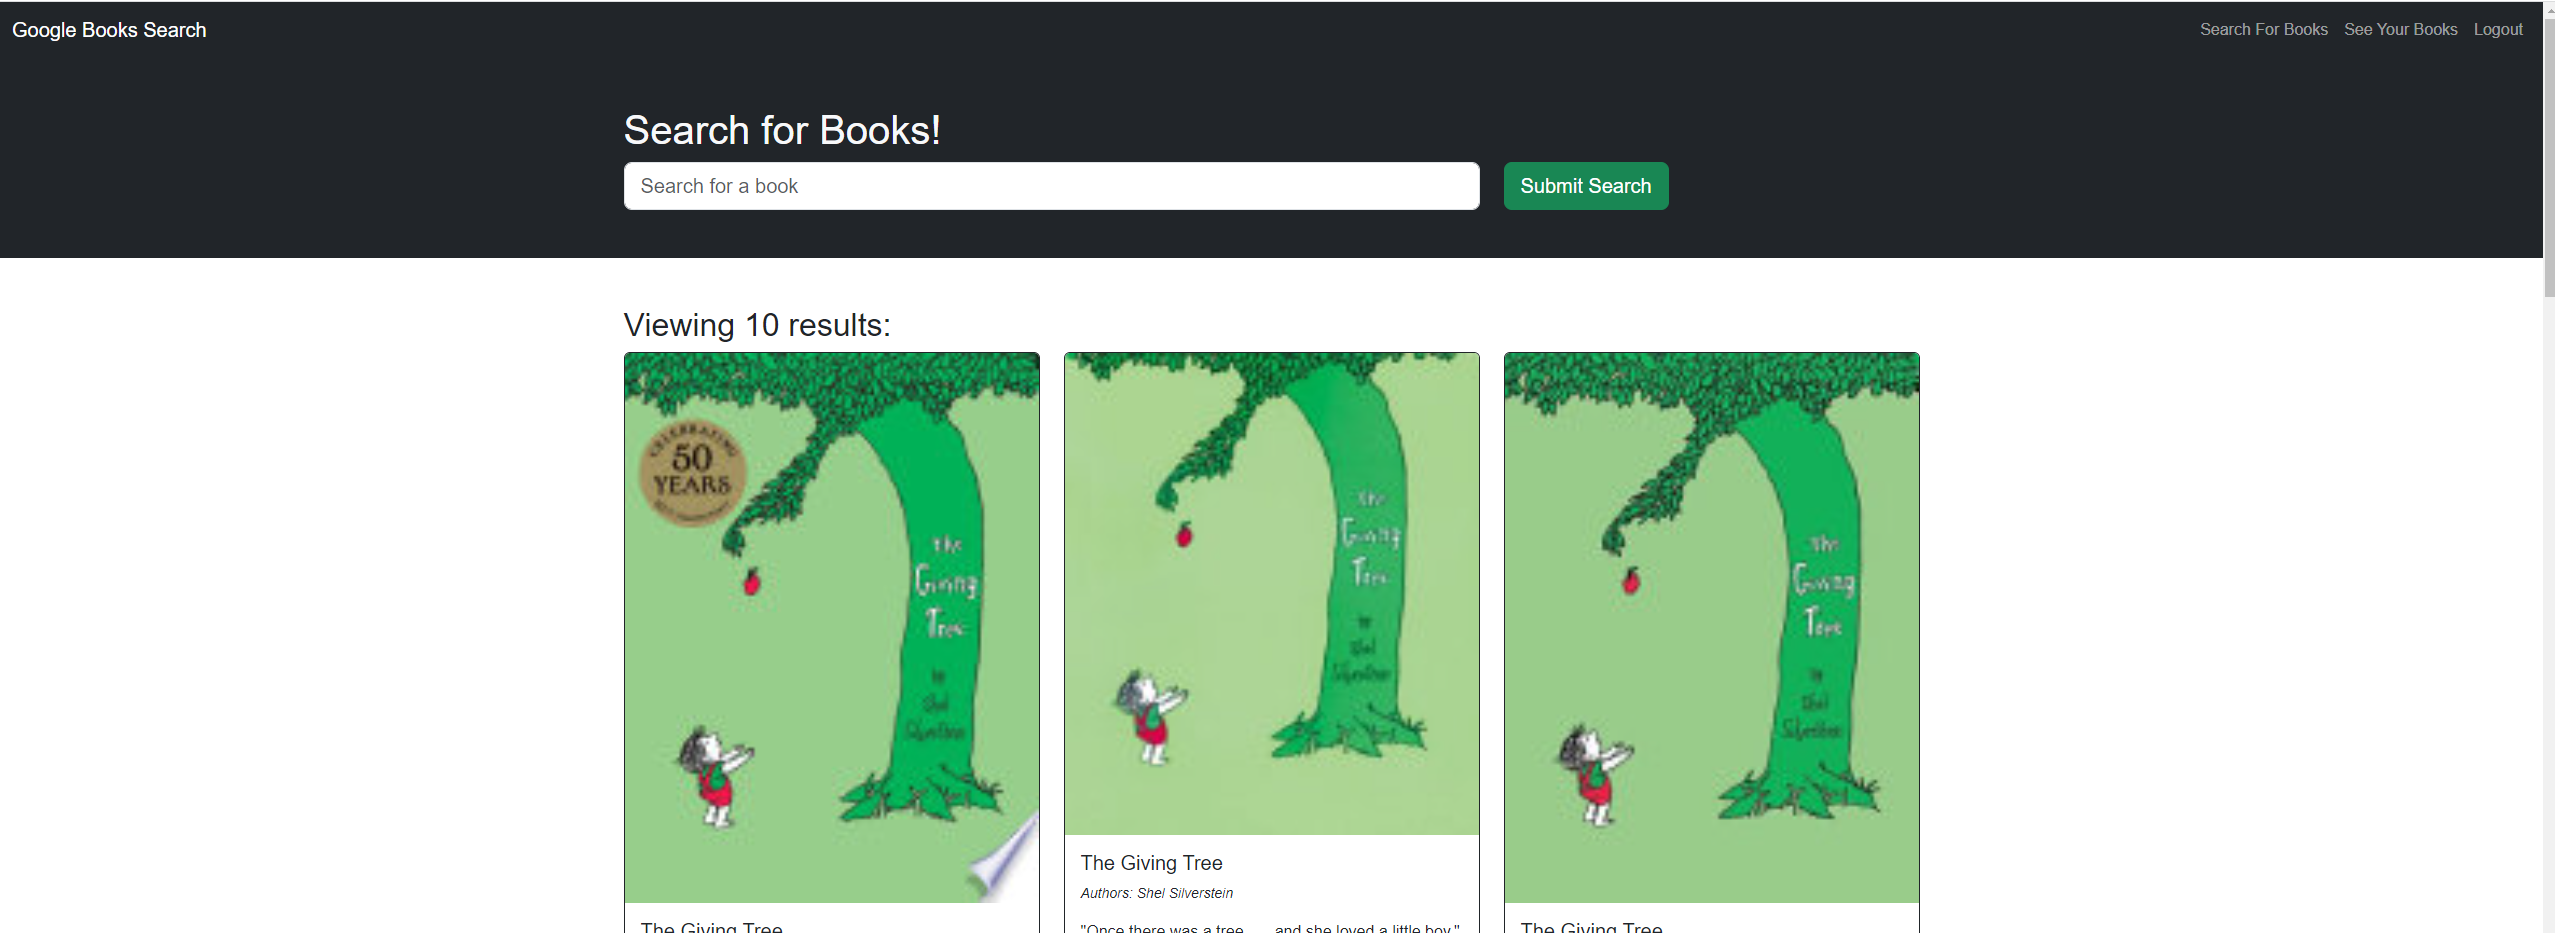 Google Books Search
Search For Books See Your Books Logout
Search for Books!
Search for a book
Submit Search
Viewing 10 results:
CELEBRATING
50
YEARS
The
Giving
Tree
by
Shel
Silverstein
The Giving Tree
The
Giving
Tree
by
Shel
Silverstein
The Giving Tree
Authors: Shel Silverstein
"Once there was a tree . . . and she loved a little boy."
The
Giving
Tree
by
Shel
Silverstein
The Giving Tree